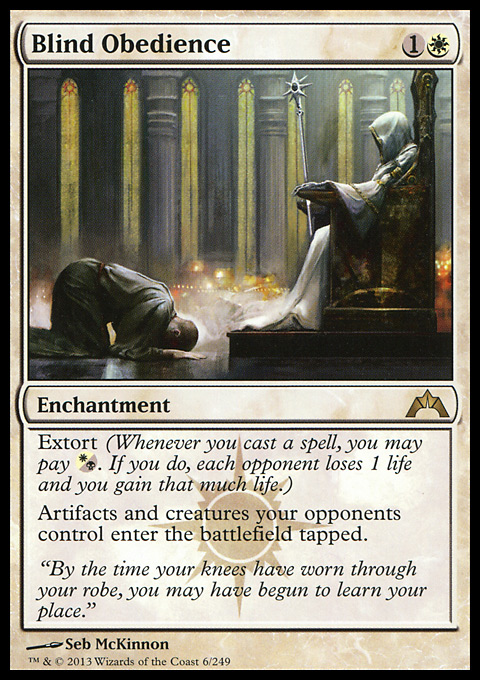 Blind Obedience 1
Enchantment
Extort (Whenever you cast a spell, you may
pay . If you do, each opponent loses 1 life
and you gain that much life.)
Artifacts and creatures your opponents
control enter the battlefield tapped.
“By the time your knees have worn through
your robe, you may have begun to learn your
place.”
Seb McKinnon
™ & © 2013 Wizards of the Coast 6/249